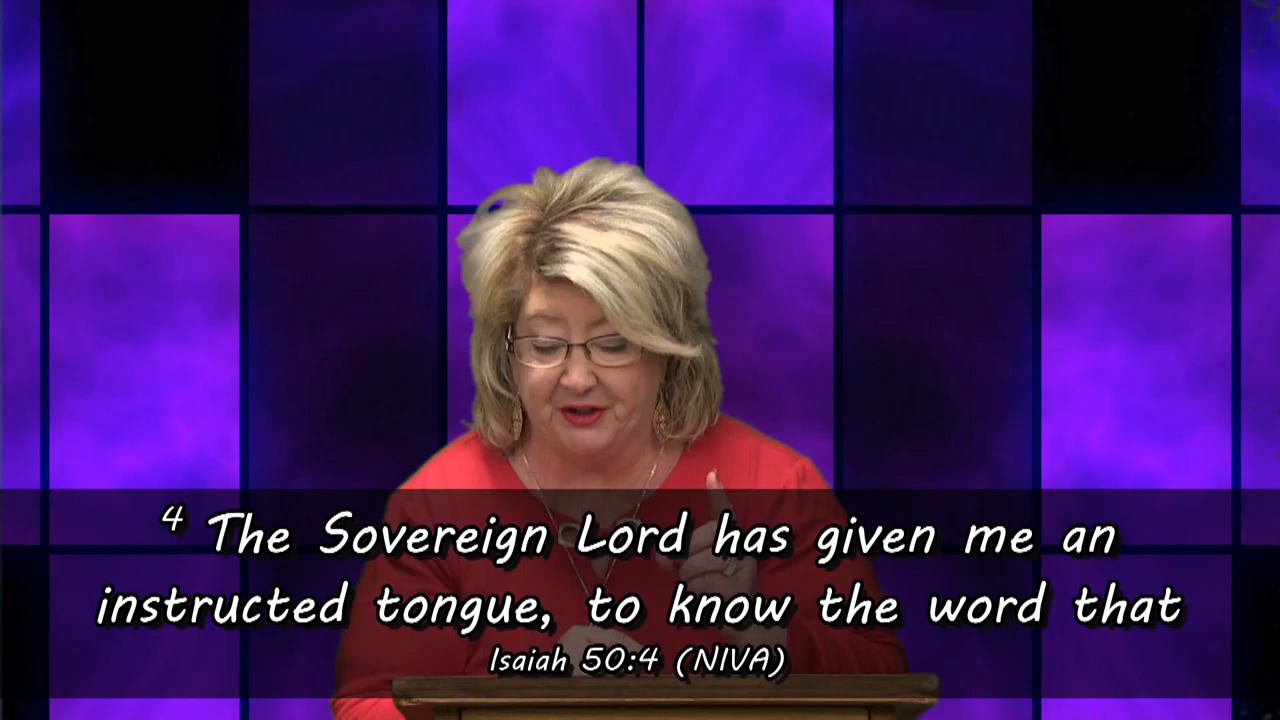 4 The Sovereign Lord has given me an
instructed tongue, to know the word that
Isaiah 50:4 (NIVA)